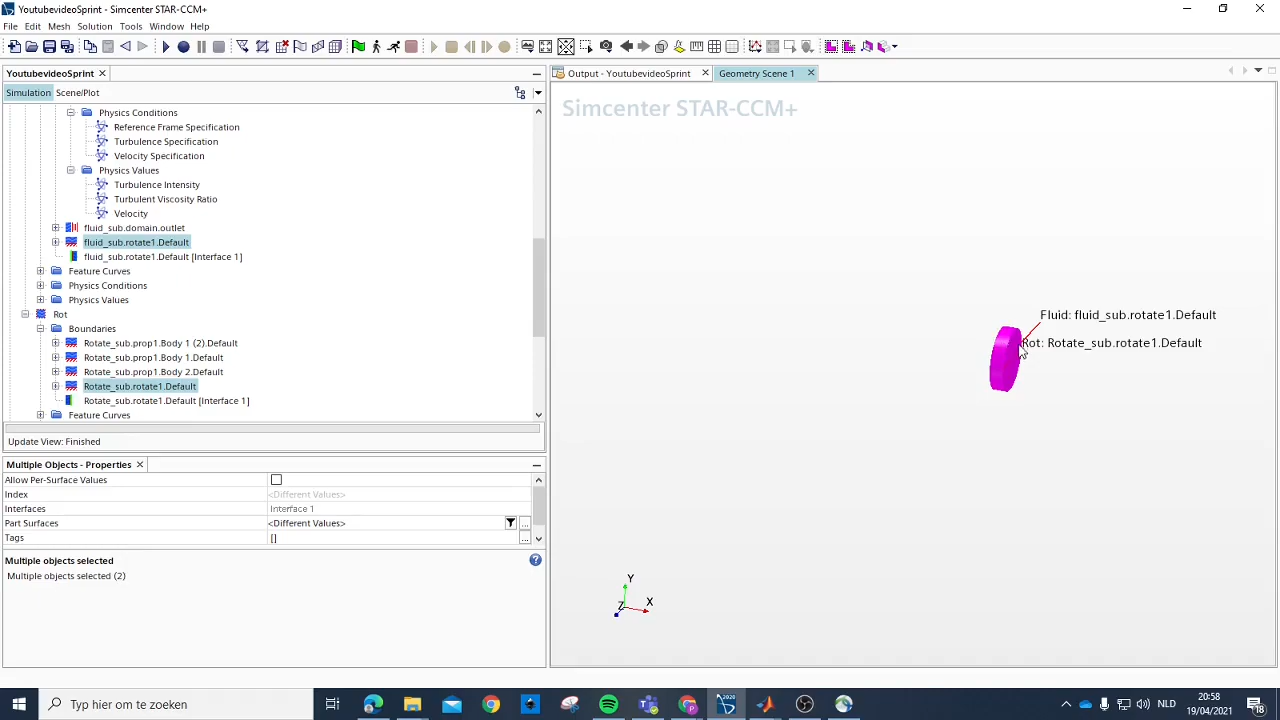 YoutubevideoSprint - Simcenter STAR-CCM+
File Edit Mesh Solution Tools Window Help
YoutubevideoSprint
Simulation Scene/Plot
Physics Conditions
Reference Frame Specification
Turbulence Specification
Velocity Specification
Physics Values
Turbulence Intensity
Turbulent Viscosity Ratio
Velocity
fluid_sub.domain.outlet
fluid_sub.rotate1.Default
fluid_sub.rotate1.Default [Interface 1]
Feature Curves
Physics Conditions
Physics Values
Rot
Boundaries
Rotate_sub.prop1.Body 1 (2).Default
Rotate_sub.prop1.Body 1.Default
Rotate_sub.prop1.Body 2.Default
Rotate_sub.rotate1.Default
Rotate_sub.rotate1.Default [Interface 1]
Feature Curves
Update View: Finished
Multiple Objects - Properties
Allow Per-Surface Values
Index <Different Values>
Interfaces Interface 1
Part Surfaces <Different Values>
Tags []
Multiple objects selected
Multiple objects selected (2)
Output - YoutubevideoSprint Geometry Scene 1
Simcenter STAR-CCM+
Fluid: fluid_sub.rotate1.Default
Rot: Rotate_sub.rotate1.Default
Y
X
Z
Typ hier om te zoeken
2020
NLD
20:58
19/04/2021
18